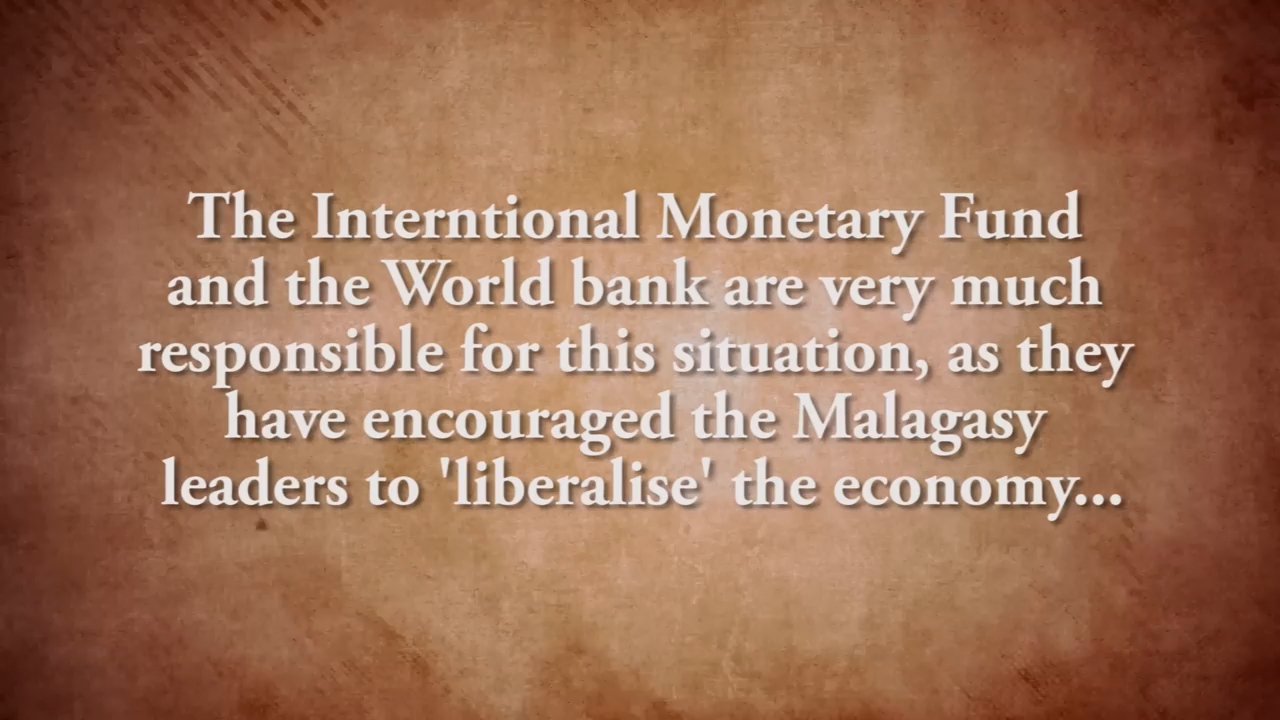 The Interntional Monetary Fund
and the World bank are very much
responsible for this situation, as they
have encouraged the Malagasy
leaders to 'liberalise' the economy...